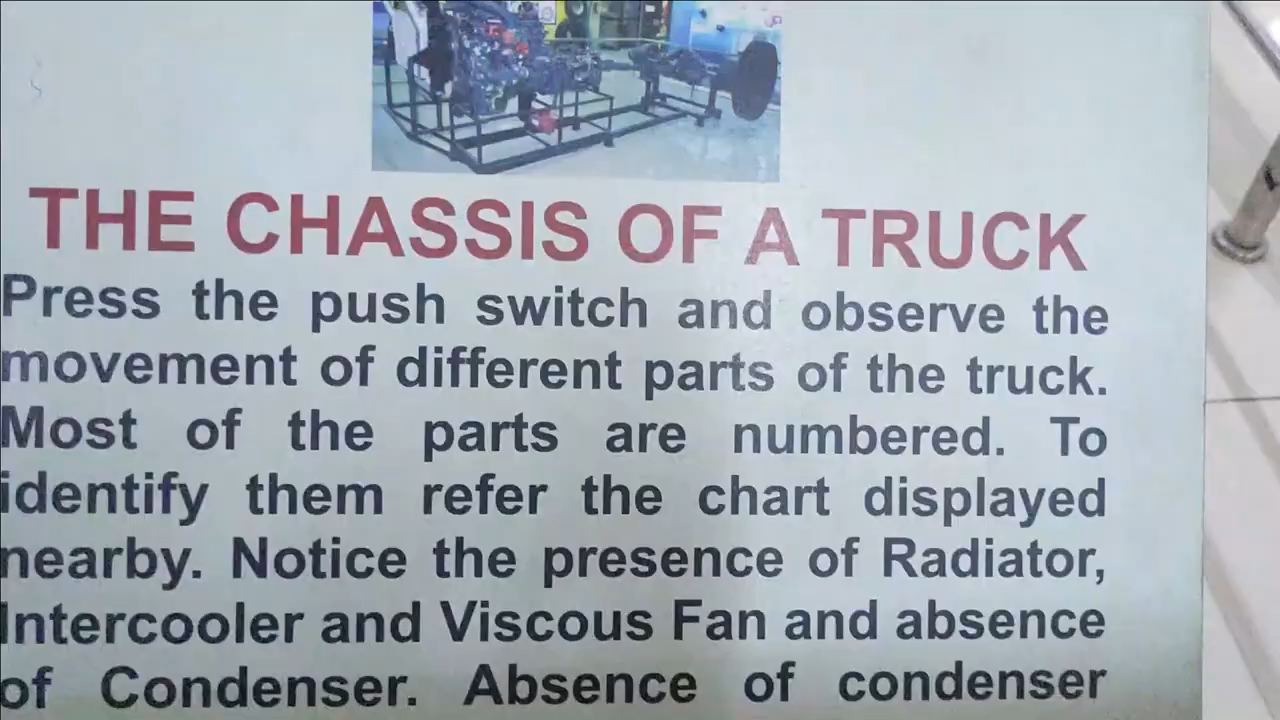 THE CHASSIS OF A TRUCK
Press the push switch and observe the
movement of different parts of the truck.
Most of the parts are numbered. To
identify them refer the chart displayed
nearby. Notice the presence of Radiator,
Intercooler and Viscous Fan and absence
of Condenser. Absence of condenser